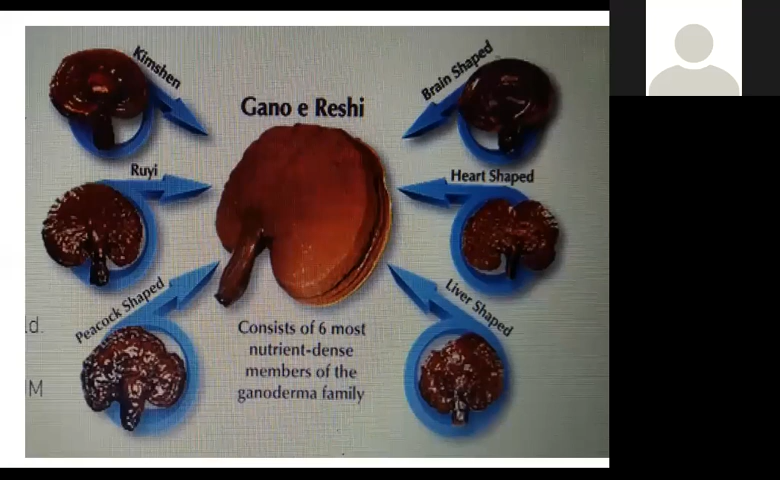 Kimshen
Brain Shaped
Gano e Reshi
Ruyi
Heart Shaped
Peacock Shaped
Liver Shaped
Consists of 6 most
nutrient-dense
members of the
ganoderma family
d.
M